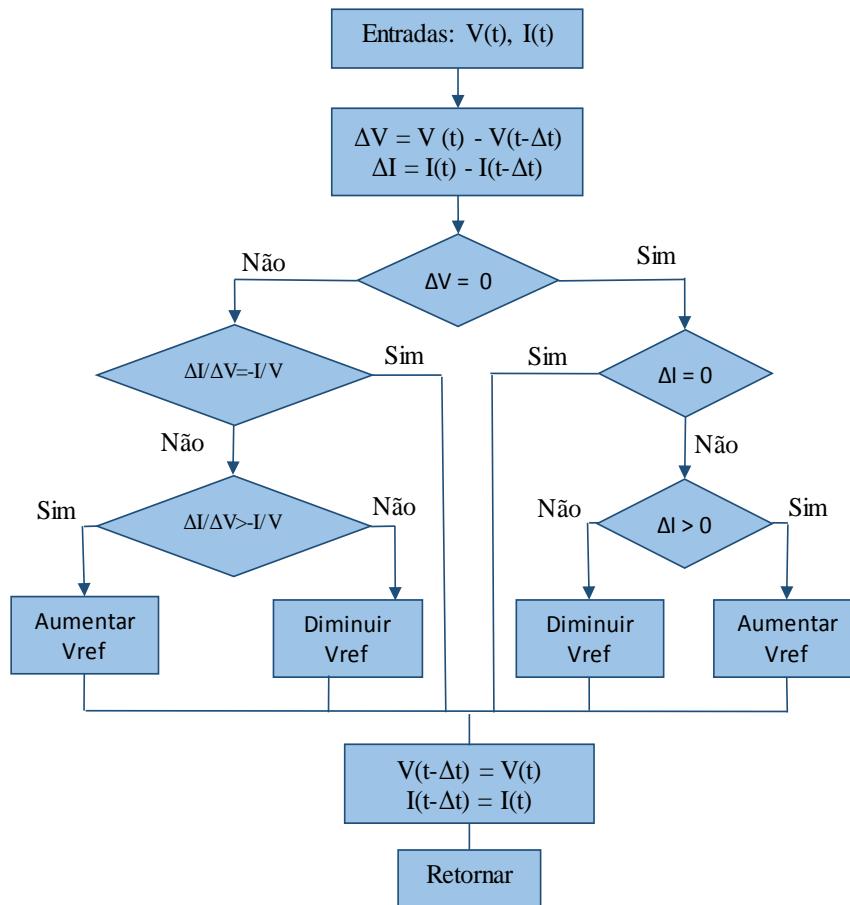 Entradas: V(t), I(t)
ΔV = V (t) - V(t-Δt)
ΔI = I(t) - I(t-Δt)
Não
Sim
ΔV = 0
ΔI/ΔV=-I/V
Sim
Sim
ΔI = 0
Não
Não
Sim
ΔI/ΔV>-I/V
Não
Não
ΔI > 0
Sim
Aumentar
Vref
Diminuir
Vref
Diminuir
Vref
Aumentar
Vref
V(t-Δt) = V(t)
I(t-Δt) = I(t)
Retornar